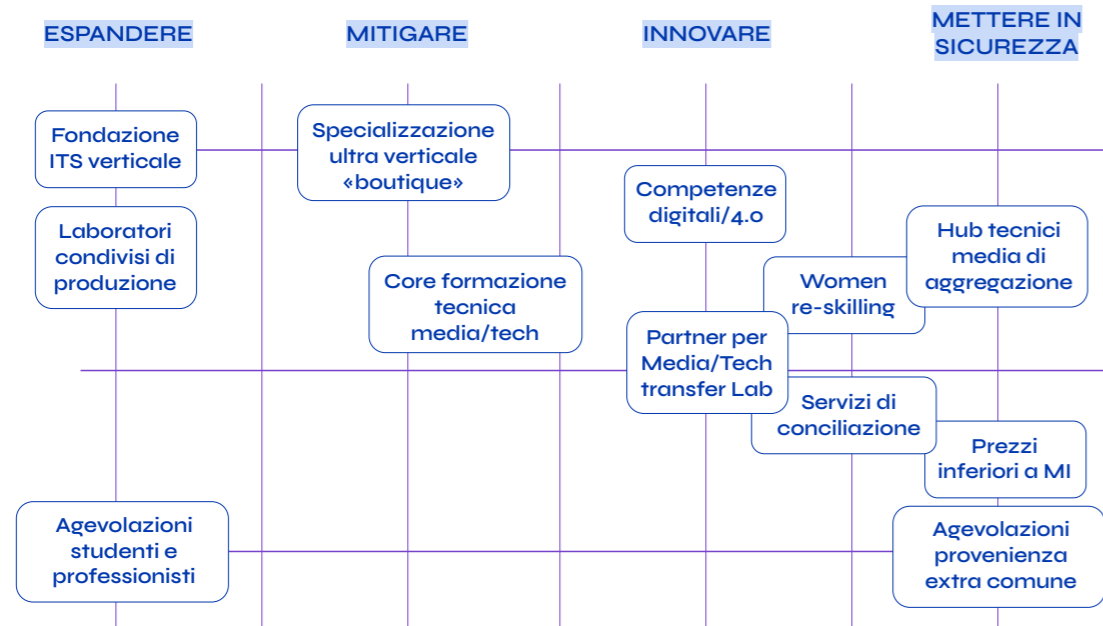 ESPANDERE
MITIGARE
INNOVARE
METTERE IN
SICUREZZA
Fondazione
ITS verticale
Specializzazione
ultra verticale
«boutique»
Competenze
digitali/4.0
Laboratori
condivisi di
produzione
Hub tecnici
media di
aggregazione
Core formazione
tecnica
media/tech
Women
re-skilling
Partner per
Media/Tech
transfer Lab
Servizi di
conciliazione
Prezzi
inferiori a MI
Agevolazioni
studenti e
professionisti
Agevolazioni
provenienza
extra comune